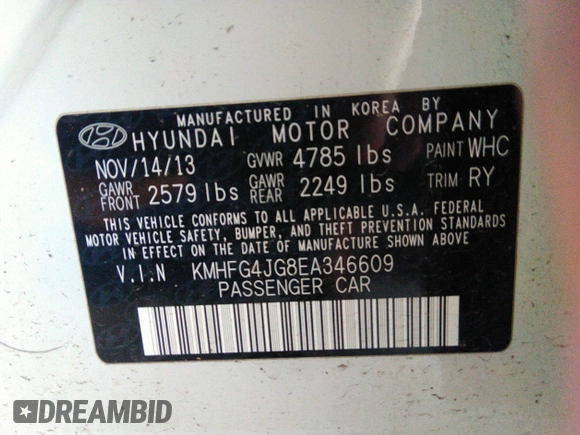 MANUFACTURED IN KOREA BY
HYUNDAI MOTOR COMPANY
NOV/14/13 GVWR 4785 lbs PAINT WHC
GAWR FRONT 2579 lbs GAWR REAR 2249 lbs TRIM RY
THIS VEHICLE CONFORMS TO ALL APPLICABLE U.S.A. FEDERAL
MOTOR VEHICLE SAFETY, BUMPER, AND THEFT PREVENTION STANDARDS
IN EFFECT ON THE DATE OF MANUFACTURE SHOWN ABOVE.
V.I.N KMHFG4JG8EA346609
PASSENGER CAR
DREAMBID